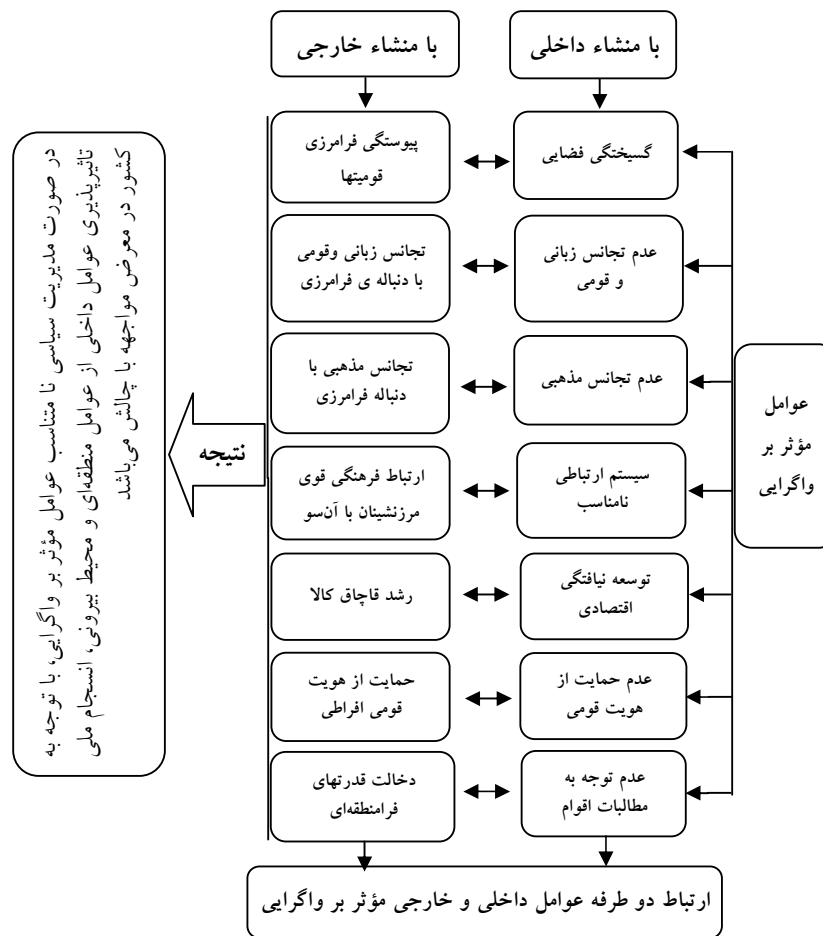 با منشاء داخلی
با منشاء خارجی
گسیختگی فضایی
پیوستگی فرامرزی
قومیتها
عدم تجانس زبانی
و قومی
تجانس زبانی وقومی
با دنباله ی فرامرزی
عدم تجانس مذهبی
تجانس مذهبی با
دنباله فرامرزی
عوامل
مؤثر بر
واگرایی
سیستم ارتباطی
نامناسب
ارتباط فرهنگی قوی
مرزنشینان با آن‌سو
توسعه نیافتگی
اقتصادی
رشد قاچاق کالا
عدم حمایت از
هویت قومی
حمایت از هویت
قومی افراطی
عدم توجه به
مطالبات اقوام
دخالت قدرتهای
فرامنطقه‌ای
ارتباط دو طرفه عوامل داخلی و خارجی مؤثر بر واگرایی
نتیجه
در صورت مدیریت سیاسی نا متناسب عوامل مؤثر بر واگرایی، با توجه به
تاثیرپذیری عوامل داخلی از عوامل منطقه‌ای و محیط بیرونی، انسجام ملی
کشور در معرض مواجهه با چالش می‌باشد